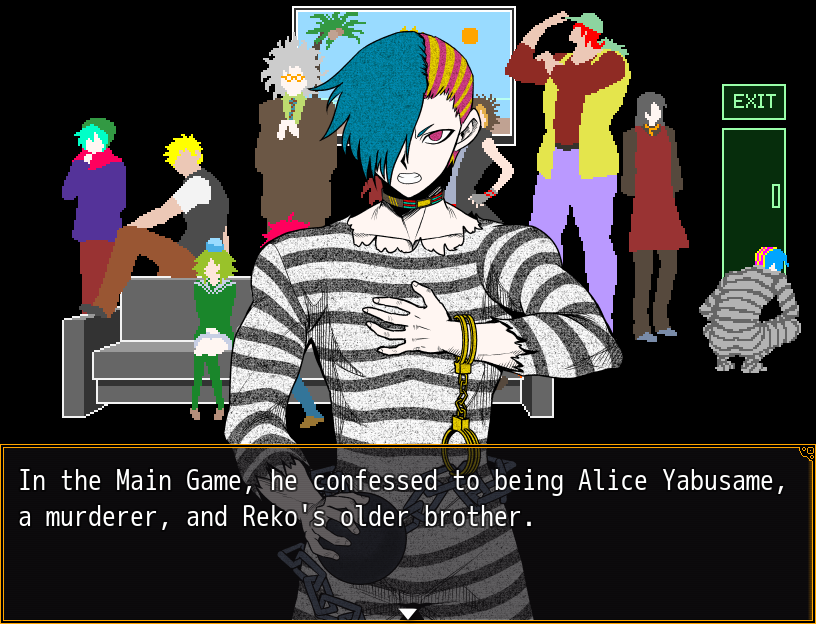 EXIT
In the Main Game, he confessed to being Alice Yabusame,
a murderer, and Reko's older brother.